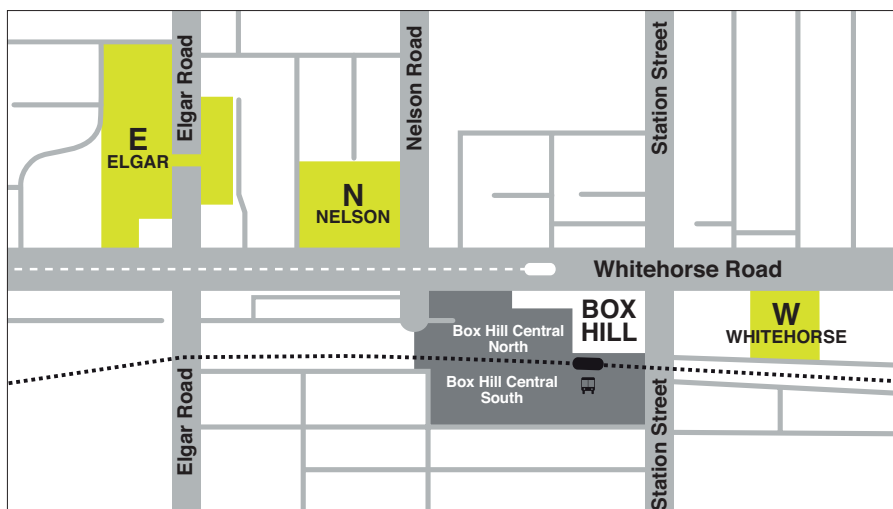 Elgar Road
Nelson Road
Station Street
E
ELGAR
N
NELSON
Whitehorse Road
BOX
HILL
W
WHITEHORSE
Box Hill Central
North
Box Hill Central
South
Elgar Road
Station Street